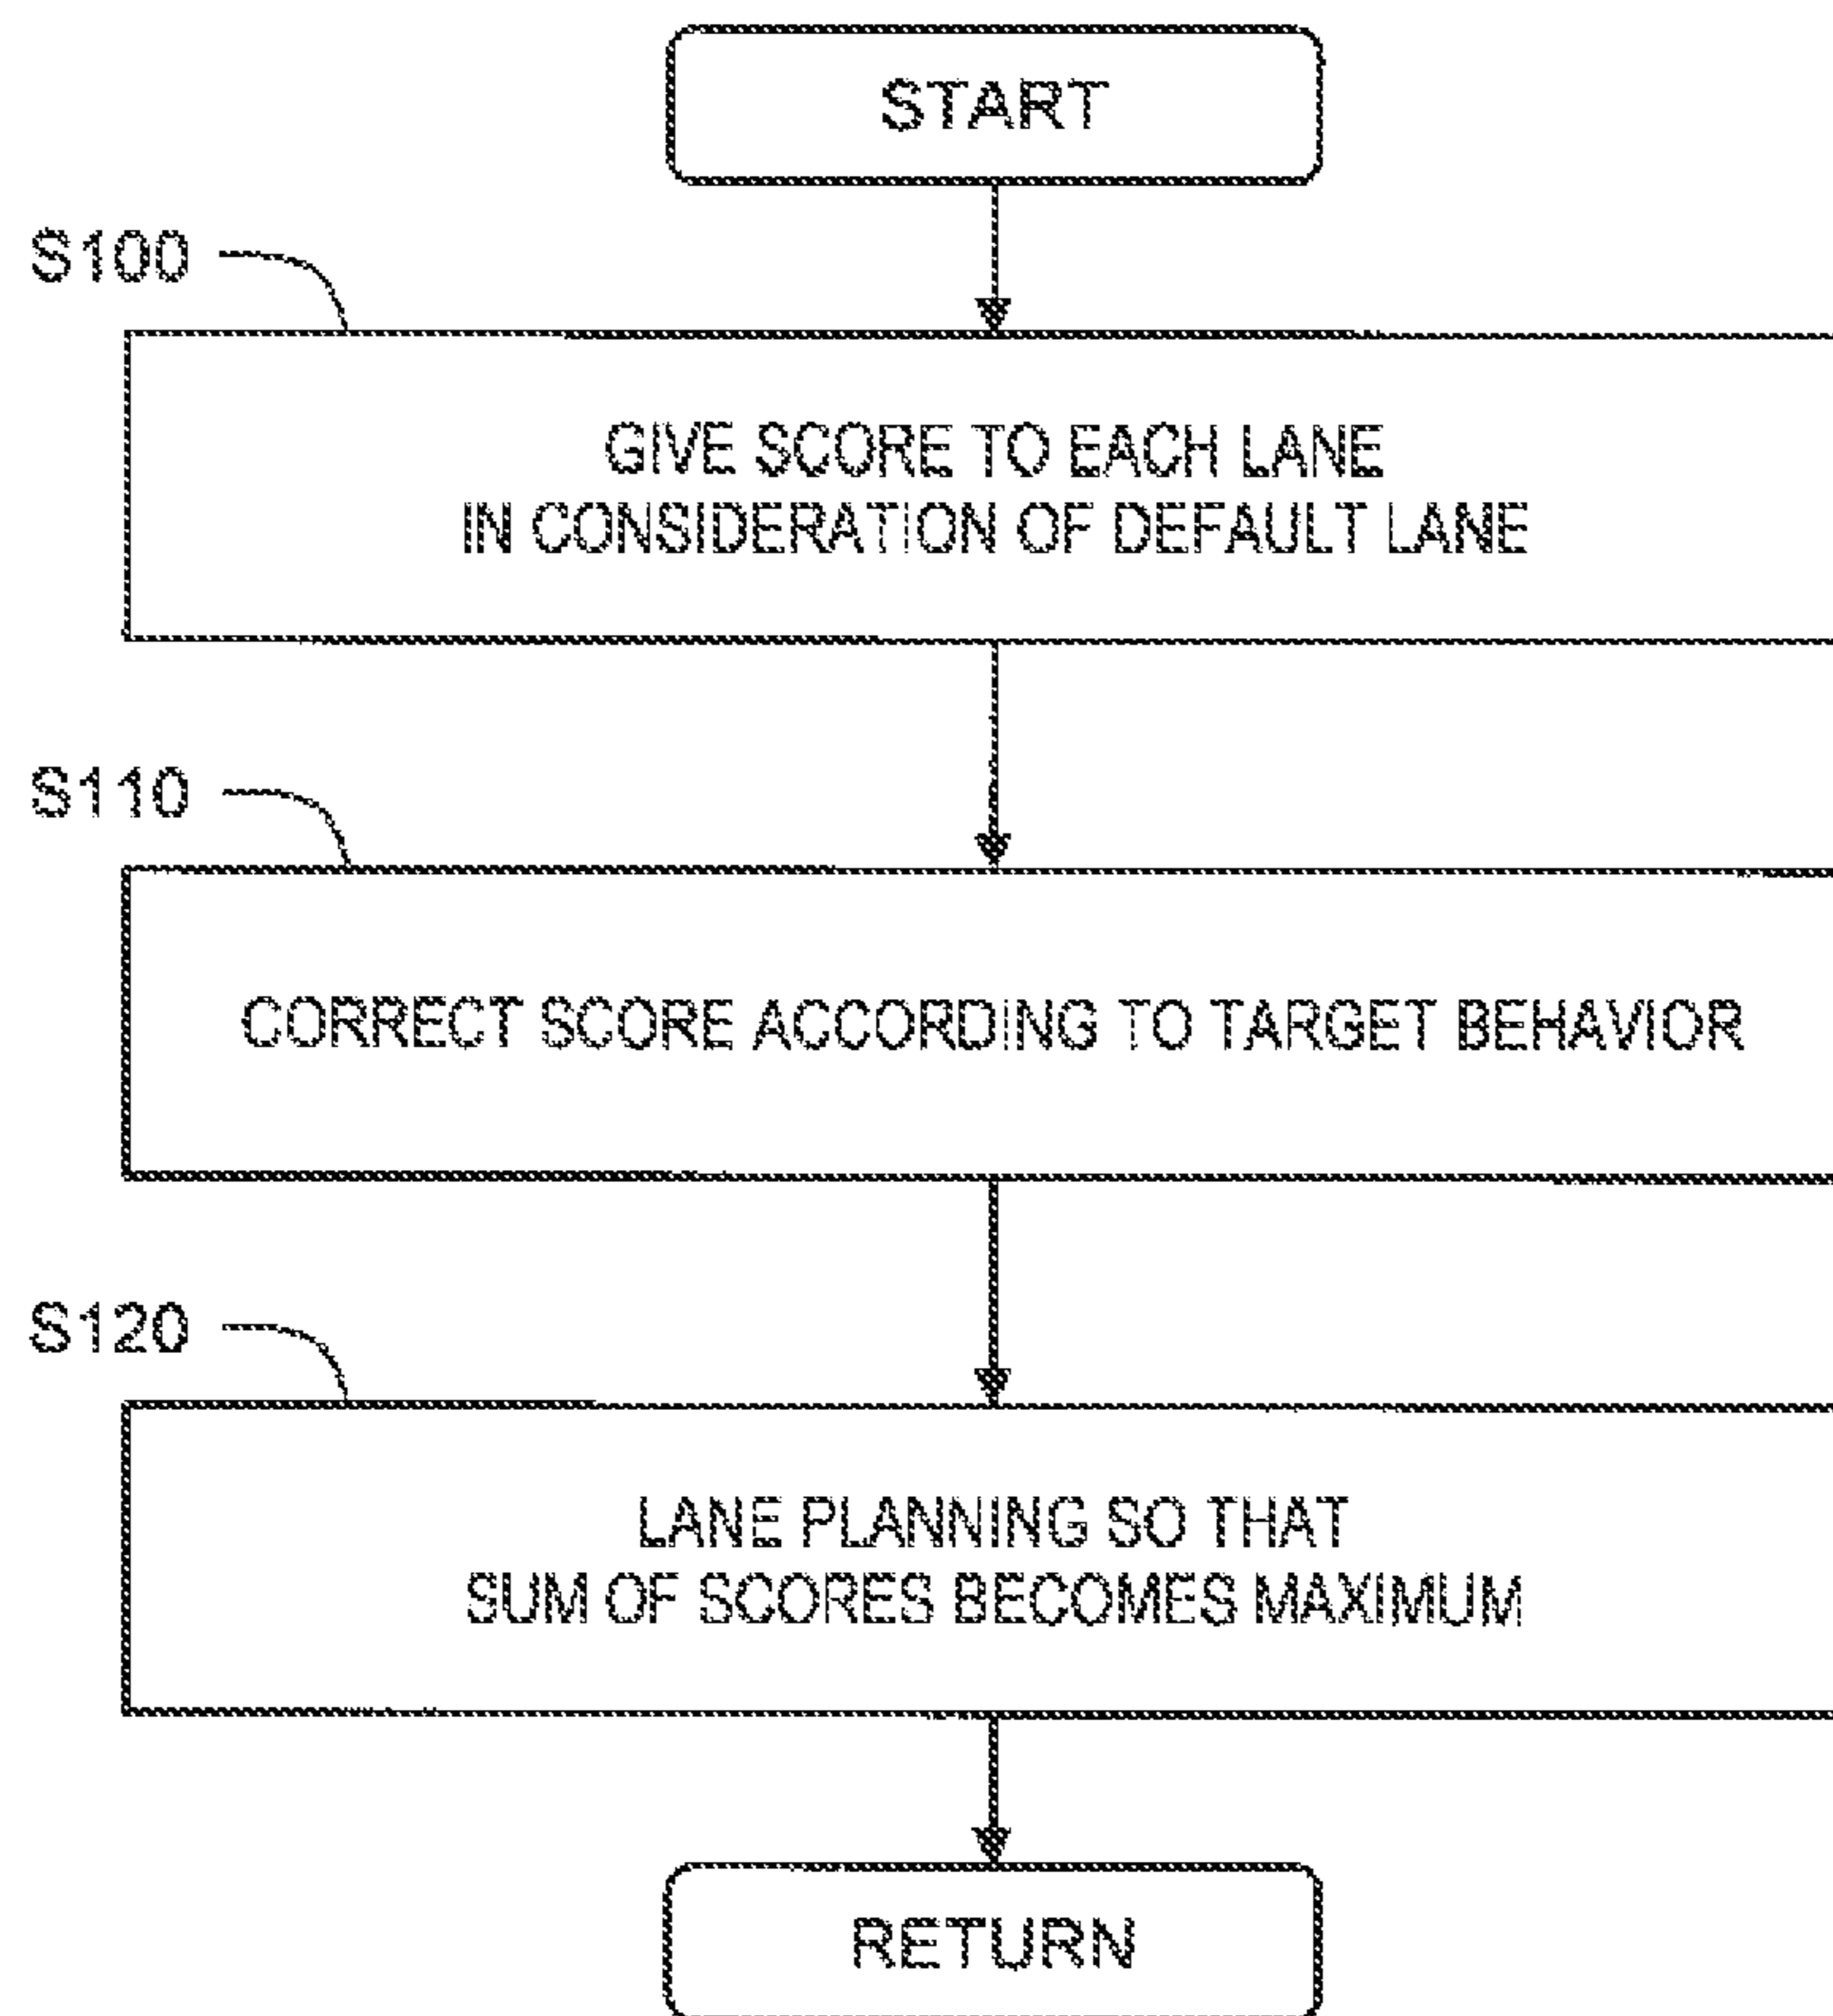 START
S100
GIVE SCORE TO EACH LANE
IN CONSIDERATION OF DEFAULT LANE
S110
CORRECT SCORE ACCORDING TO TARGET BEHAVIOR
S120
LANE PLANNING SO THAT
SUM OF SCORES BECOMES MAXIMUM
RETURN